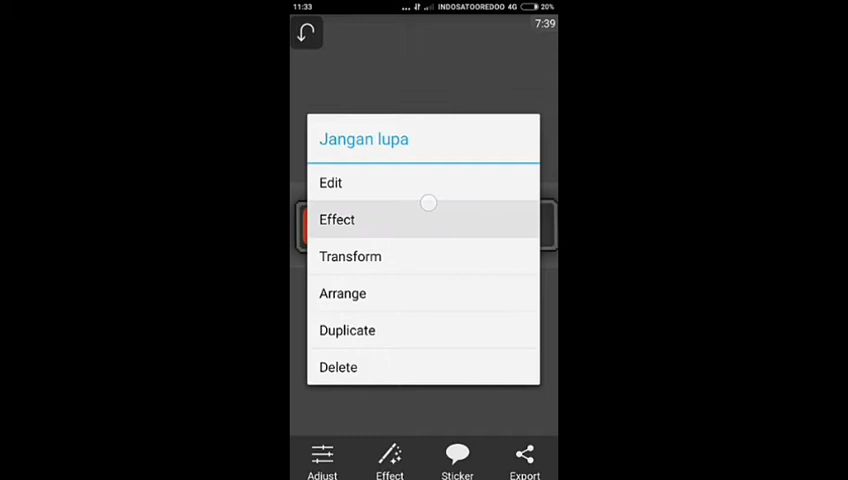 11:33
INDOSATOOREDOO 4G 20%
7:39
Jangan lupa
Edit
Effect
Transform
Arrange
Duplicate
Delete
Adjust Effect Sticker Export